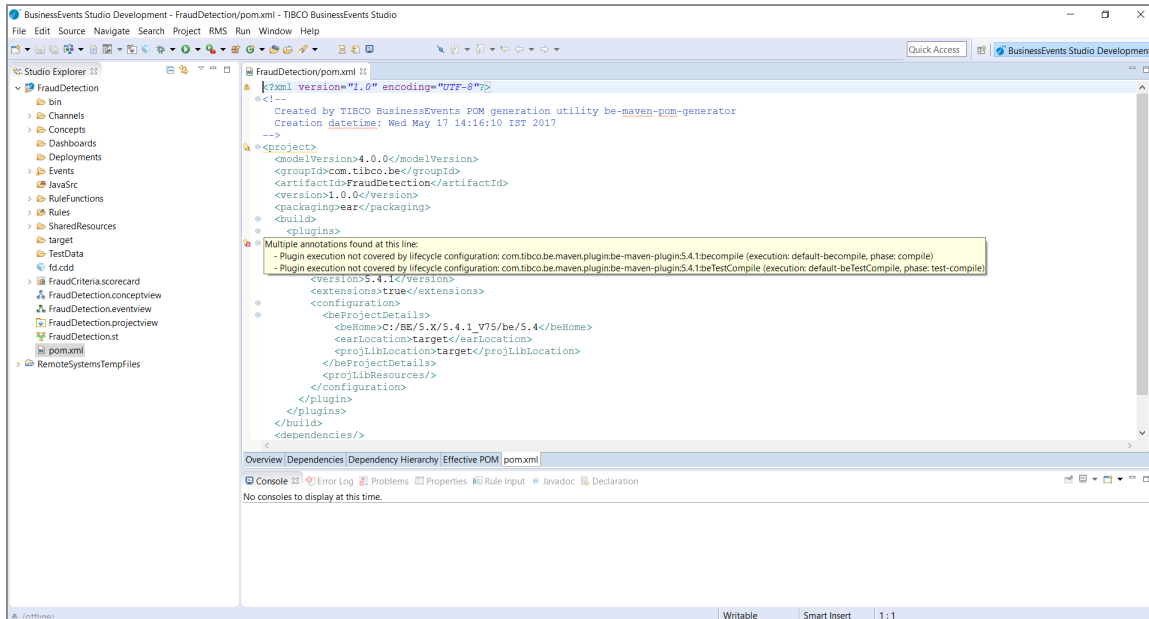 BusinessEvents Studio Development - FraudDetection/pom.xml - TIBCO BusinessEvents Studio
File Edit Source Navigate Search Project RMS Run Window Help
Quick Access
BusinessEvents Studio Development
Studio Explorer
FraudDetection
bin
Channels
Concepts
Dashboards
Deployments
Events
JavaSrc
RuleFunctions
Rules
SharedResources
target
TestData
fd.cdd
FraudCriteria.scorecard
FraudDetection.conceptview
FraudDetection.eventview
FraudDetection.projectview
FraudDetection.st
pom.xml
RemoteSystemsTempFiles
FraudDetection/pom.xml
<?xml version="1.0" encoding="UTF-8"?>
<!--
Created by TIBCO BusinessEvents POM generation utility be-maven-pom-generator
Creation datetime: Wed May 17 14:16:10 IST 2017
-->
<project>
<modelVersion>4.0.0</modelVersion>
<groupId>com.tibco.be</groupId>
<artifactId>FraudDetection</artifactId>
<version>1.0.0</version>
<packaging>ear</packaging>
<build>
<plugins>
Multiple annotations found at this line:
- Plugin execution not covered by lifecycle configuration: com.tibco.be.maven.plugin:be-maven-plugin:5.4.1:becompile (execution: default-becompile, phase: compile)
- Plugin execution not covered by lifecycle configuration: com.tibco.be.maven.plugin:be-maven-plugin:5.4.1:beTestCompile (execution: default-beTestCompile, phase: test-compile)
<version>5.4.1</version>
<extensions>true</extensions>
<configuration>
<beProjectDetails>
<beHome>C:/BE/5.X/5.4.1_V75/be/5.4</beHome>
<earLocation>target</earLocation>
<projLibLocation>target</projLibLocation>
</beProjectDetails>
<projLibResources/>
</configuration>
</plugin>
</plugins>
</build>
<dependencies/>
Overview Dependencies Dependency Hierarchy Effective POM pom.xml
Console Error Log Problems Properties Rule Input Javadoc Declaration
No consoles to display at this time.
(offline)
Writable Smart Insert 1 : 1